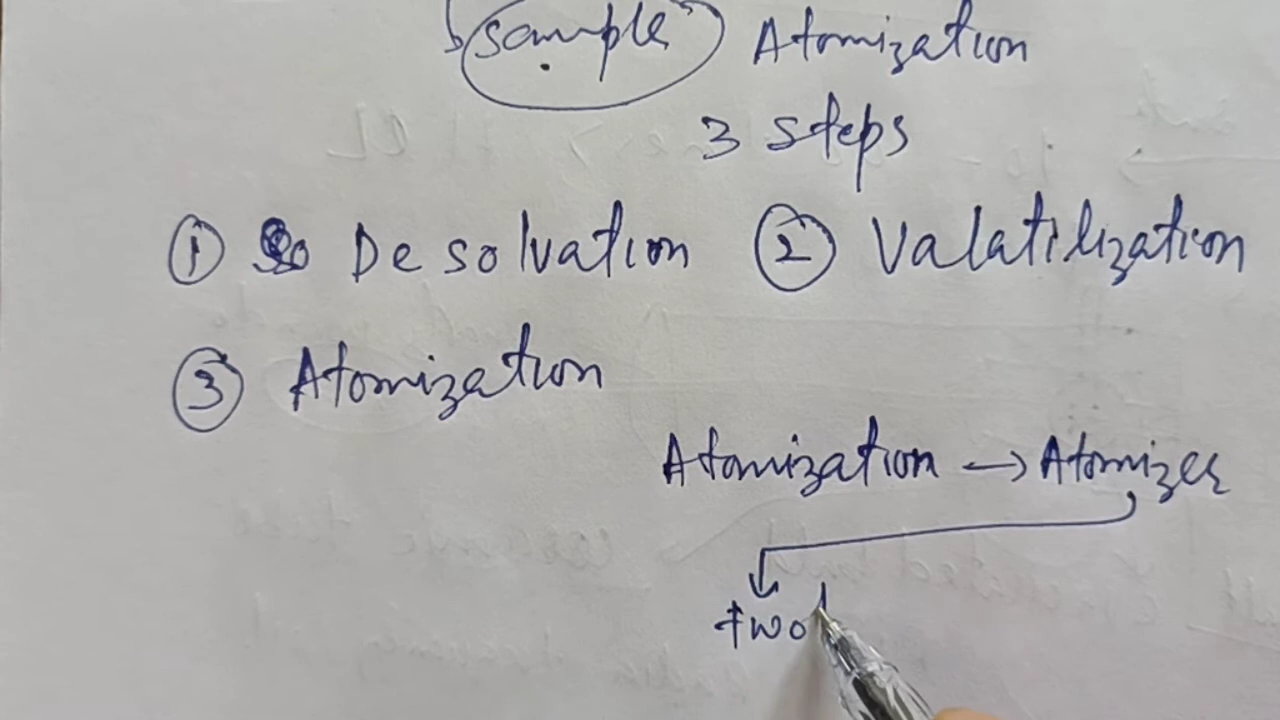 sample Atomization
3 steps
① Desolvation ② Valatilization
③ Atomization
Atomization → Atomizer
two